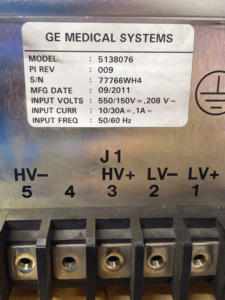 GE MEDICAL SYSTEMS
MODEL : 5138076
PI REV : 009
S/N : 77766WH4
MFG DATE : 09/2011
INPUT VOLTS : 550/150V⎓, 208 V ~
INPUT CURR : 10/30A⎓, 1A~
INPUT FREQ : 50/60 Hz
J1
HV- HV+ LV- LV+
5 4 3 2 1